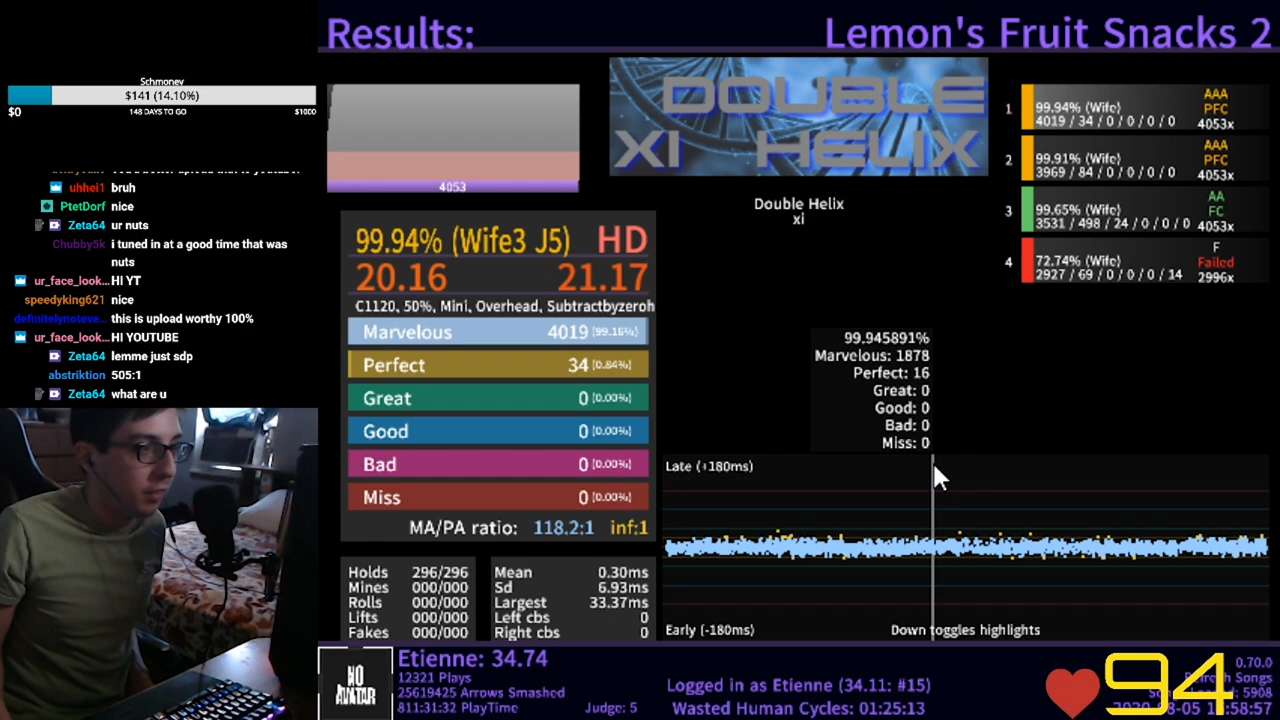 Results:
Lemon's Fruit Snacks 2
Schmoney
$141 (14.10%)
$0
148 DAYS TO GO
$1000
uhhei1 bruh
PtetDorf nice
Zeta64 ur nuts
Chubby5k i tuned in at a good time that was
nuts
ur_face_look... HI YT
speedyking621 nice
definitelynoteve... this is upload worthy 100%
ur_face_look... HI YOUTUBE
Zeta64 lemme just sdp
abstriktion 505:1
Zeta64 what are u
4053
DOUBLE
XI HELIX
Double Helix
xi
1 99.94% (Wife) AAA
PFC
4019 / 34 / 0 / 0 / 0 / 0 4053x
2 99.91% (Wife) AAA
PFC
3969 / 84 / 0 / 0 / 0 / 0 4053x
3 99.65% (Wife) AA
FC
3531 / 498 / 24 / 0 / 0 / 0 4053x
4 72.74% (Wife) F
Failed
2927 / 69 / 0 / 0 / 0 / 14 2996x
99.94% (Wife3 J5) HD
20.16 21.17
C1120, 50%, Mini, Overhead, Subtractbyzeroh
Marvelous 4019 (99.16%)
Perfect 34 (0.84%)
Great 0 (0.00%)
Good 0 (0.00%)
Bad 0 (0.00%)
Miss 0 (0.00%)
MA/PA ratio: 118.2:1 inf:1
99.945891%
Marvelous: 1878
Perfect: 16
Great: 0
Good: 0
Bad: 0
Miss: 0
Late (+180ms)
Early (-180ms)
Down toggles highlights
Holds 296/296
Mines 000/000
Rolls 000/000
Lifts 000/000
Fakes 000/000
Mean 0.30ms
Sd 6.93ms
Largest 33.37ms
Left cbs 0
Right cbs 0
NO
AVATAR
Etienne: 34.74
12321 Plays
25619425 Arrows Smashed
811:31:32 PlayTime
Judge: 5
Logged in as Etienne (34.11: #15)
Wasted Human Cycles: 01:25:13
94
0.70.0
Songs
5908